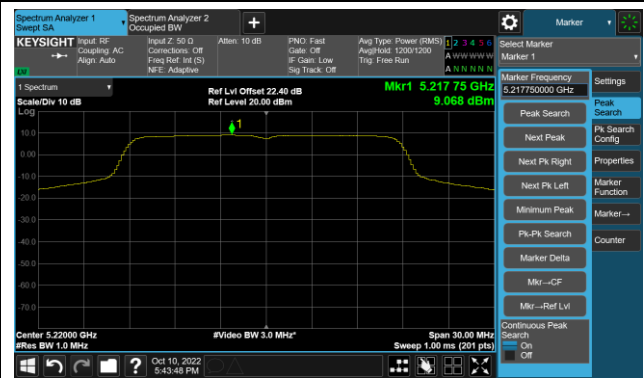 Spectrum Analyzer 1
Swept SA
Spectrum Analyzer 2
Occupied BW
Marker
KEYSIGHT
Input: RF
Coupling: AC
Align: Auto
Input Z: 50 Ω
Corrections: Off
Freq Ref: Int (S)
NFE: Adaptive
Atten: 10 dB
PNO: Fast
Gate: Off
IF Gain: Low
Sig Track: Off
Avg Type: Power (RMS)
Avg|Hold: 1200/1200
Trig: Free Run
1 2 3 4 5 6
A W W W W W
A N N N N N
LXI
Select Marker
Marker 1
1 Spectrum
Scale/Div 10 dB
Log
Ref Lvl Offset 22.40 dB
Ref Level 20.00 dBm
Mkr1 5.217 75 GHz
9.068 dBm
10.0
0.00
-10.0
-20.0
-30.0
-40.0
-50.0
-60.0
-70.0
1
Center 5.22000 GHz
#Res BW 1.0 MHz
#Video BW 3.0 MHz*
Span 30.00 MHz
Sweep 1.00 ms (201 pts)
Marker Frequency
5.217750000 GHz
Peak Search
Next Peak
Next Pk Right
Next Pk Left
Minimum Peak
Pk-Pk Search
Marker Delta
Mkr→CF
Mkr→Ref Lvl
Continuous Peak
Search
On
Off
Settings
Peak
Search
Pk Search
Config
Properties
Marker
Function
Marker→
Counter
Oct 10, 2022
5:43:48 PM